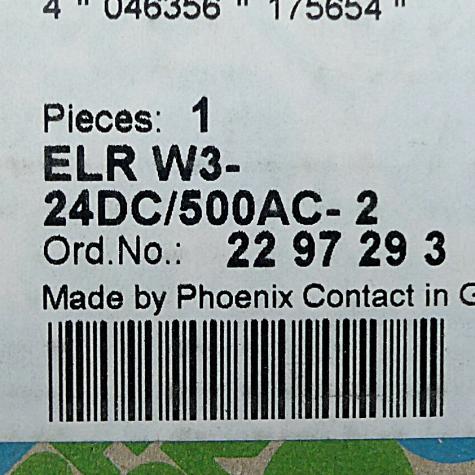 4 " 046356 " 175654 "
Pieces: 1
ELR W3-
24DC/500AC- 2
Ord.No.: 22 97 29 3
Made by Phoenix Contact in G